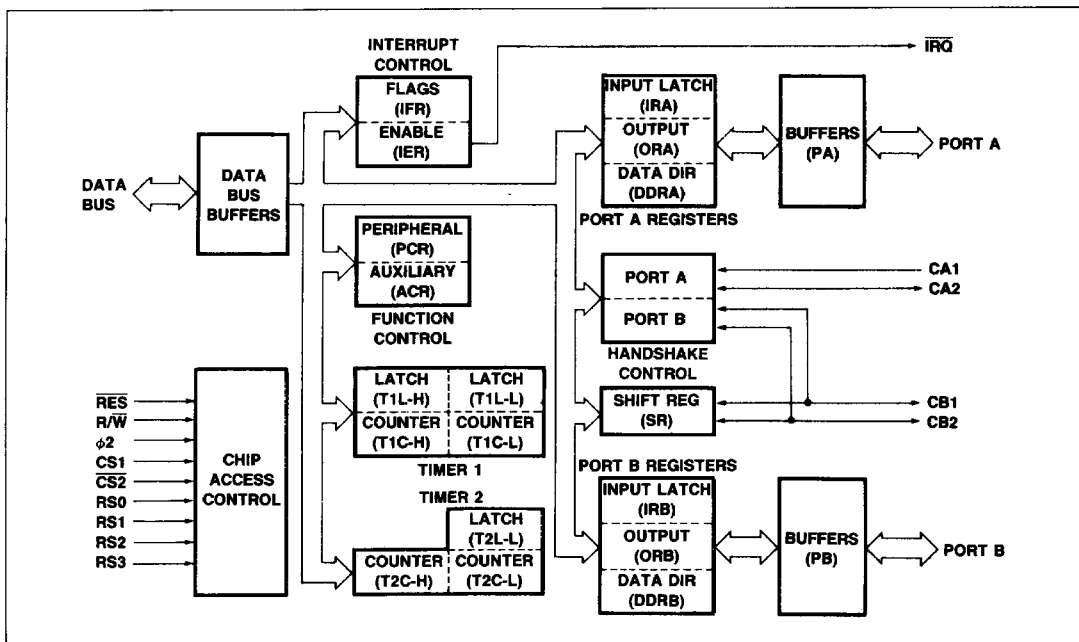 INTERRUPT
CONTROL
FLAGS
(IFR)
ENABLE
(IER)
IRQ
DATA
BUS
DATA
BUS
BUFFERS
INPUT LATCH
(IRA)
OUTPUT
(ORA)
DATA DIR
(DDRA)
PORT A REGISTERS
BUFFERS
(PA)
PORT A
PERIPHERAL
(PCR)
AUXILIARY
(ACR)
FUNCTION
CONTROL
PORT A
PORT B
HANDSHAKE
CONTROL
CA1
CA2
LATCH
(T1L-H)
LATCH
(T1L-L)
COUNTER
(T1C-H)
COUNTER
(T1C-L)
TIMER 1
SHIFT REG
(SR)
CB1
CB2
RES
R/W
ϕ2
CS1
CS2
RS0
RS1
RS2
RS3
CHIP
ACCESS
CONTROL
TIMER 2
LATCH
(T2L-L)
COUNTER
(T2C-H)
COUNTER
(T2C-L)
PORT B REGISTERS
INPUT LATCH
(IRB)
OUTPUT
(ORB)
DATA DIR
(DDRB)
BUFFERS
(PB)
PORT B